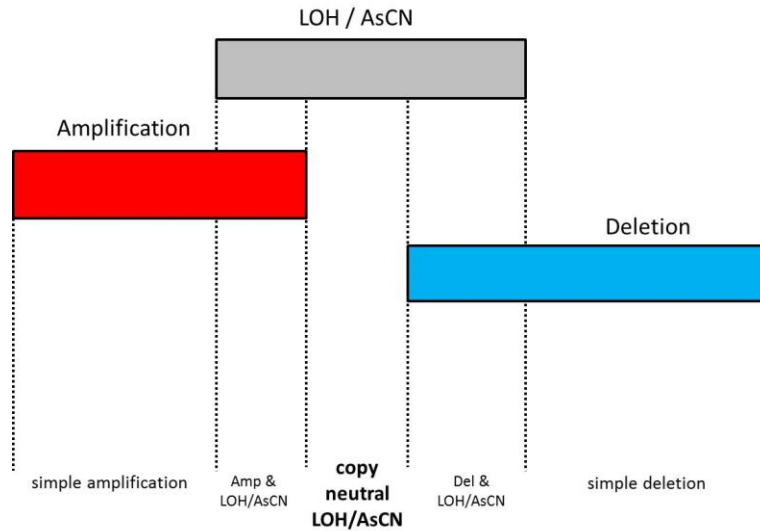 LOH / AsCN
Amplification
Deletion
simple amplification
Amp &
LOH/AsCN
copy
neutral
LOH/AsCN
Del &
LOH/AsCN
simple deletion